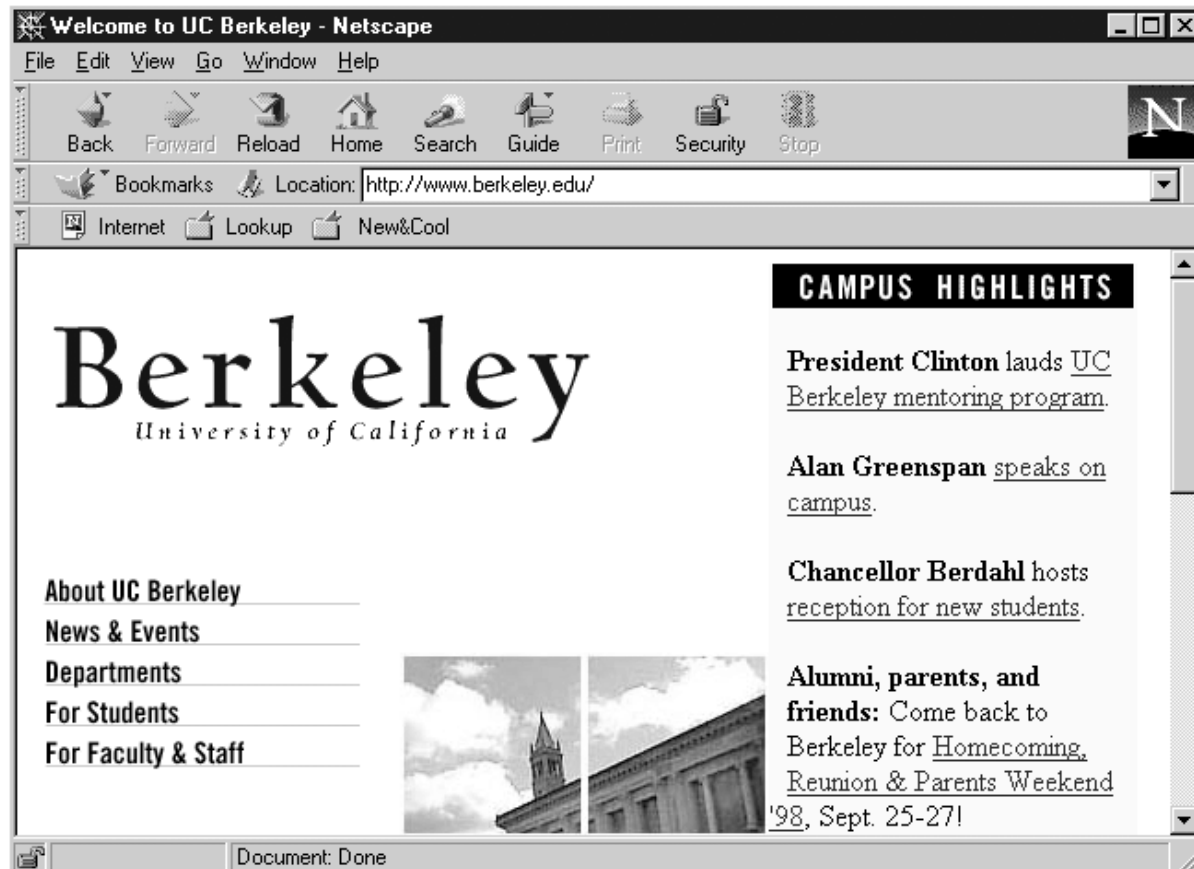 Welcome to UC Berkeley - Netscape
File Edit View Go Window Help
Back Forward Reload Home Search Guide Print Security Stop
N
Bookmarks Location: http://www.berkeley.edu/
Internet Lookup New&Cool
Berkeley
University of California
About UC Berkeley
News & Events
Departments
For Students
For Faculty & Staff
CAMPUS HIGHLIGHTS
President Clinton lauds UC
Berkeley mentoring program.
Alan Greenspan speaks on
campus.
Chancellor Berdahl hosts
reception for new students.
Alumni, parents, and
friends: Come back to
Berkeley for Homecoming,
Reunion & Parents Weekend
'98, Sept. 25-27!
Document: Done